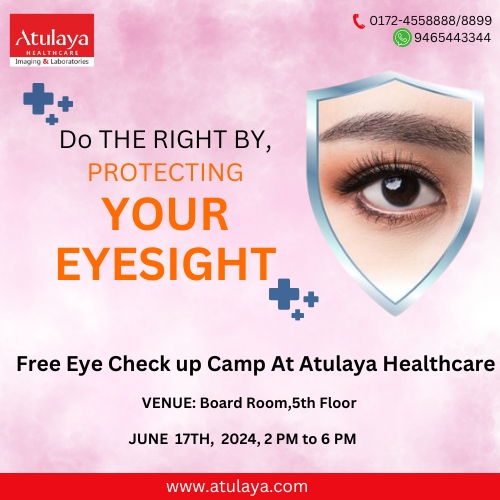 Atulaya
HEALTHCARE
Imaging & Laboratories
0172-4558888/8899
9465443344
Do THE RIGHT BY,
PROTECTING
YOUR
EYESIGHT
Free Eye Check up Camp At Atulaya Healthcare
VENUE: Board Room,5th Floor
JUNE 17TH, 2024, 2 PM to 6 PM
www.atulaya.com